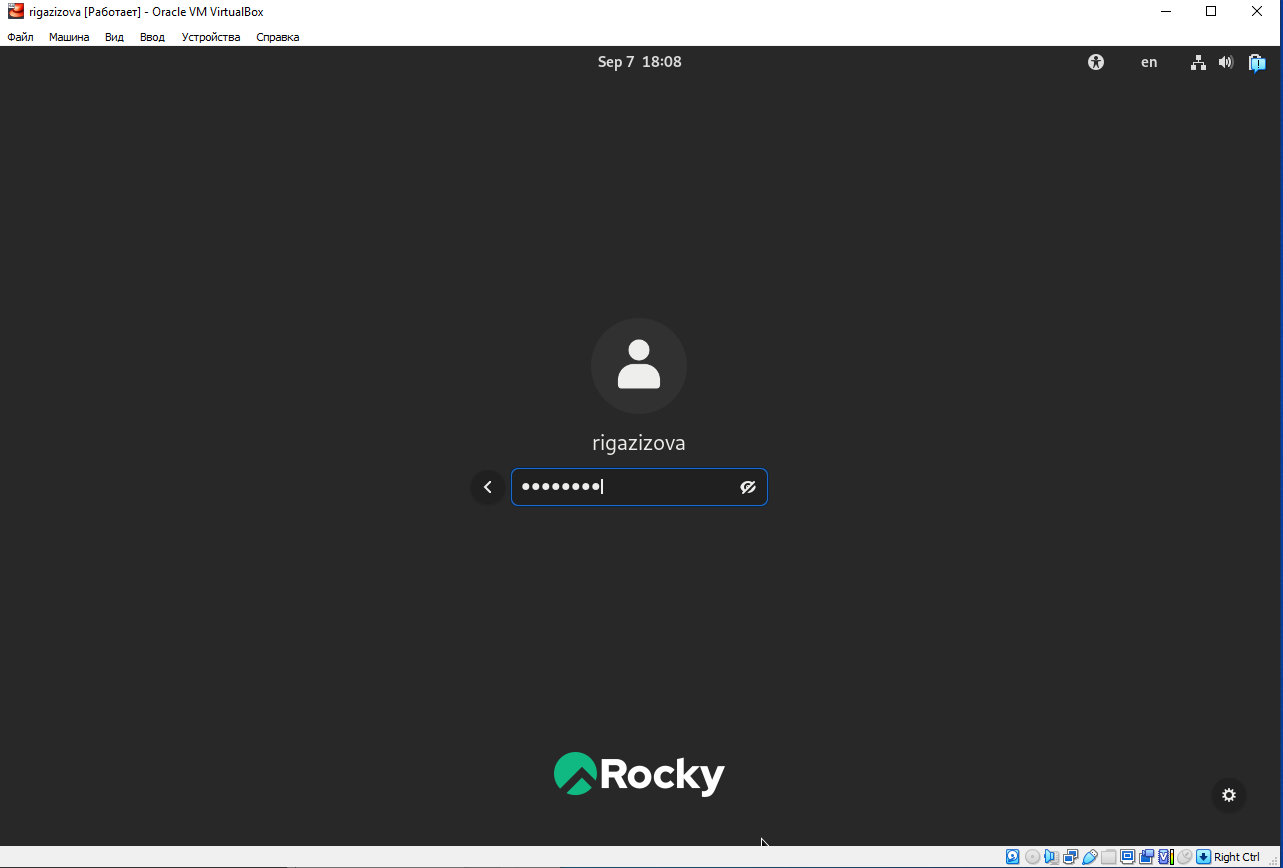 rigazizova [Работает] - Oracle VM VirtualBox
Файл Машина Вид Ввод Устройства Справка
Sep 7 18:08
en
rigazizova
●●●●●●●●
Rocky
Right Ctrl